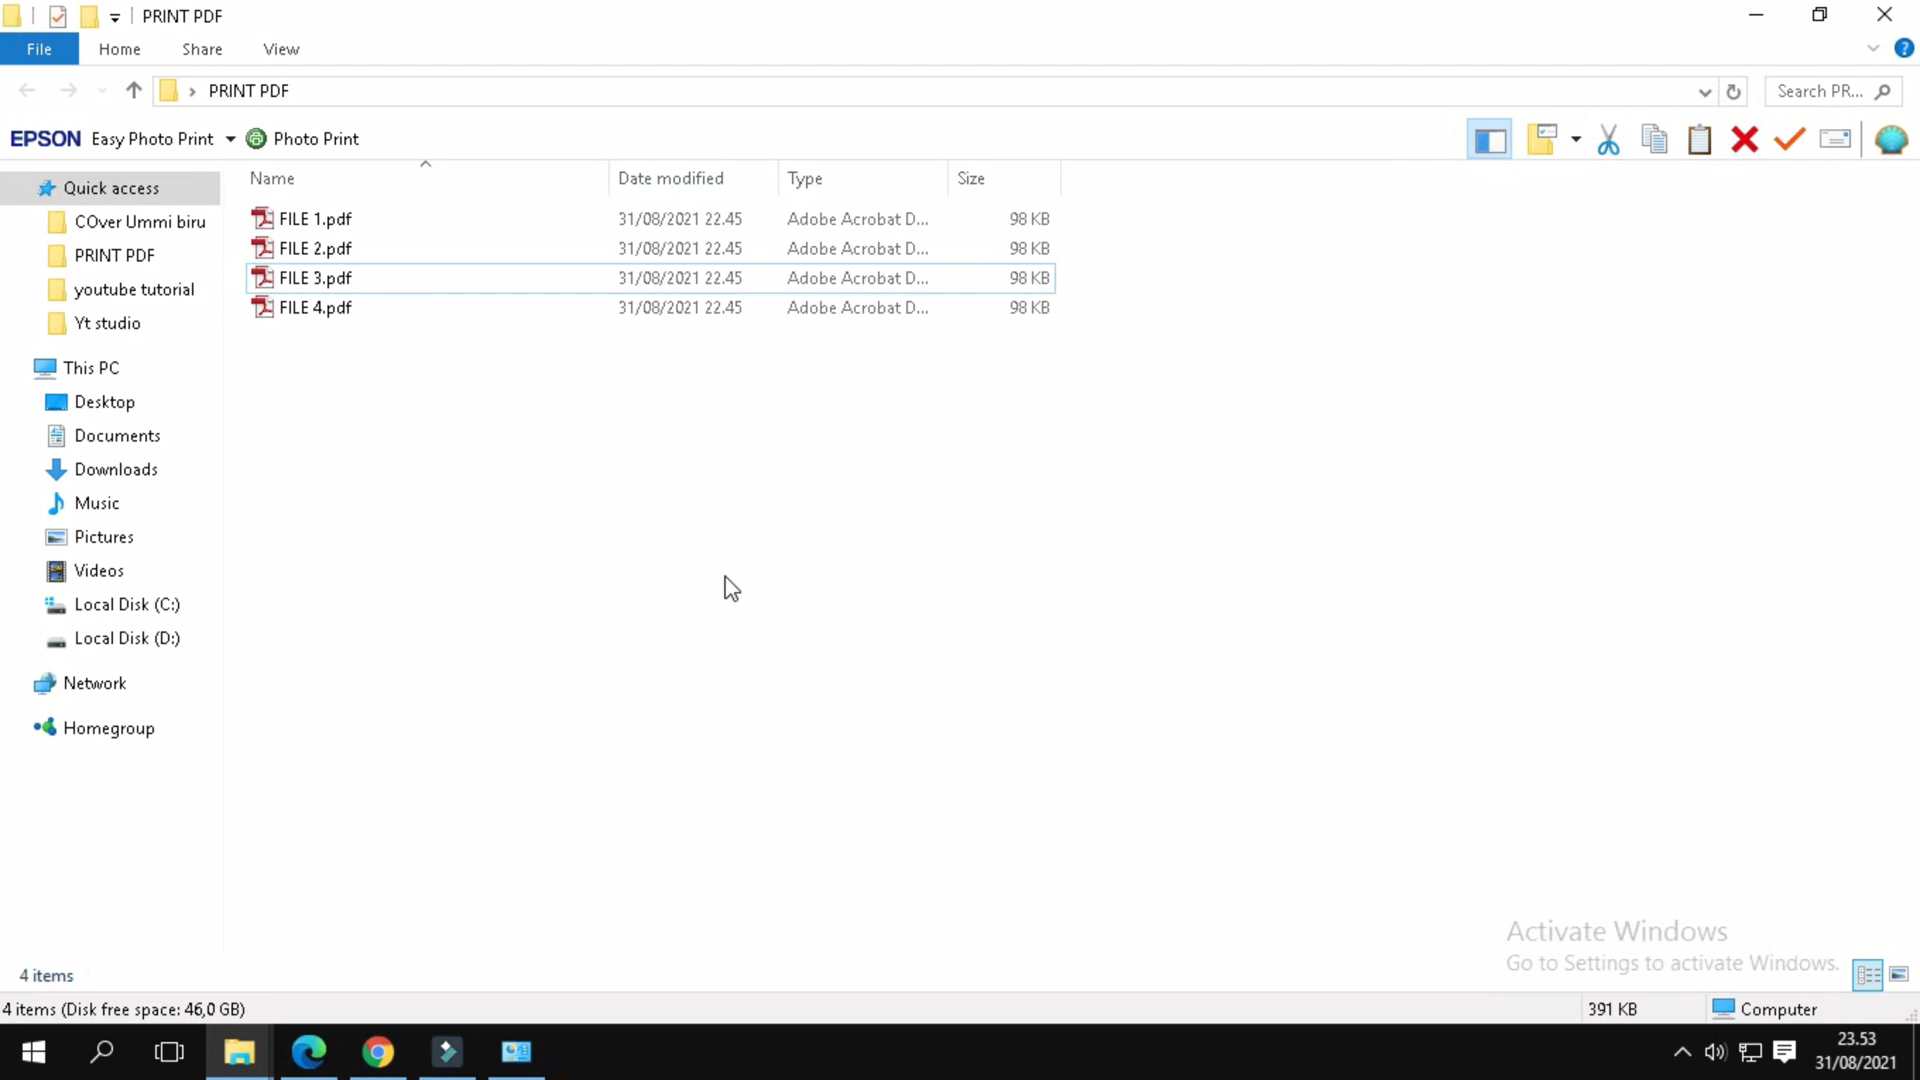 PRINT PDF
File Home Share View
PRINT PDF
Search PR...
EPSON Easy Photo Print Photo Print
Name Date modified Type Size
Quick access
COver Ummi biru
PRINT PDF
youtube tutorial
Yt studio
This PC
Desktop
Documents
Downloads
Music
Pictures
Videos
Local Disk (C:)
Local Disk (D:)
Network
Homegroup
FILE 1.pdf 31/08/2021 22.45 Adobe Acrobat D... 98 KB
FILE 2.pdf 31/08/2021 22.45 Adobe Acrobat D... 98 KB
FILE 3.pdf 31/08/2021 22.45 Adobe Acrobat D... 98 KB
FILE 4.pdf 31/08/2021 22.45 Adobe Acrobat D... 98 KB
Activate Windows
Go to Settings to activate Windows.
4 items
4 items (Disk free space: 46,0 GB) 391 KB Computer
23.53
31/08/2021